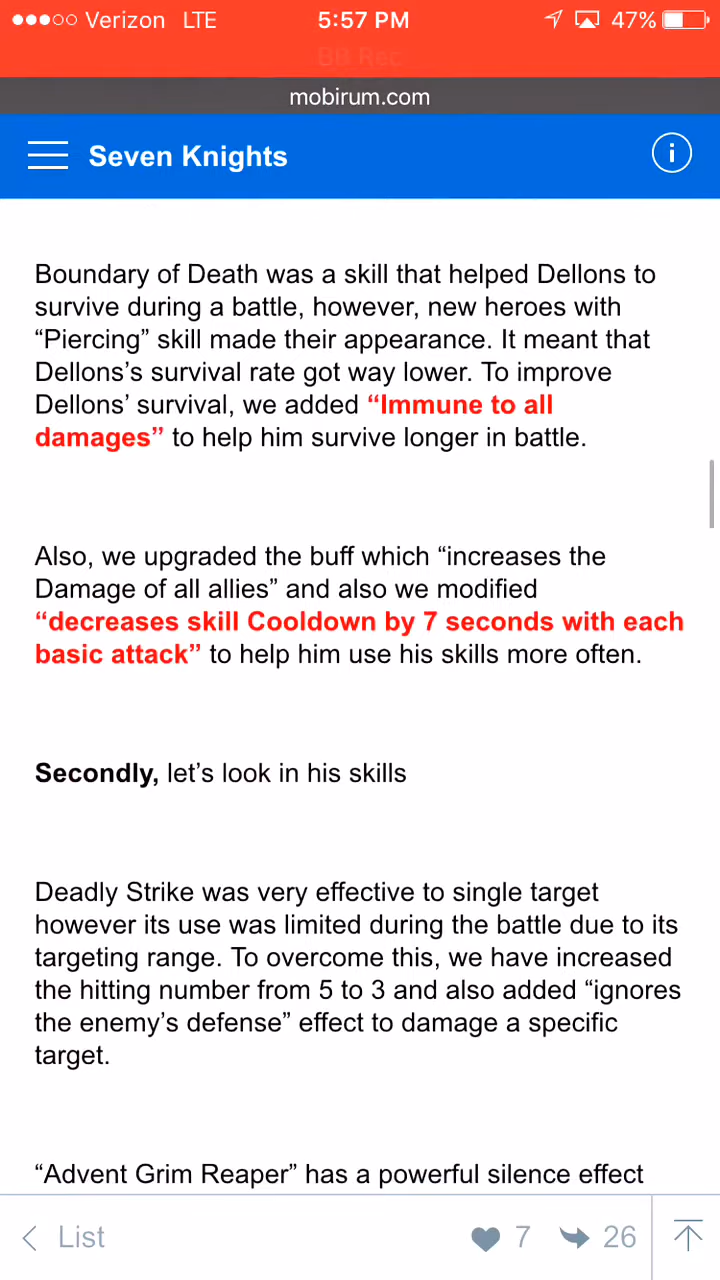 Verizon LTE 5:57 PM 47%
BB Rec
mobirum.com
Seven Knights
Boundary of Death was a skill that helped Dellons to
survive during a battle, however, new heroes with
“Piercing” skill made their appearance. It meant that
Dellons’s survival rate got way lower. To improve
Dellons’ survival, we added “Immune to all
damages” to help him survive longer in battle.
Also, we upgraded the buff which “increases the
Damage of all allies” and also we modified
“decreases skill Cooldown by 7 seconds with each
basic attack” to help him use his skills more often.
Secondly, let’s look in his skills
Deadly Strike was very effective to single target
however its use was limited during the battle due to its
targeting range. To overcome this, we have increased
the hitting number from 5 to 3 and also added “ignores
the enemy’s defense” effect to damage a specific
target.
“Advent Grim Reaper” has a powerful silence effect
List 7 26